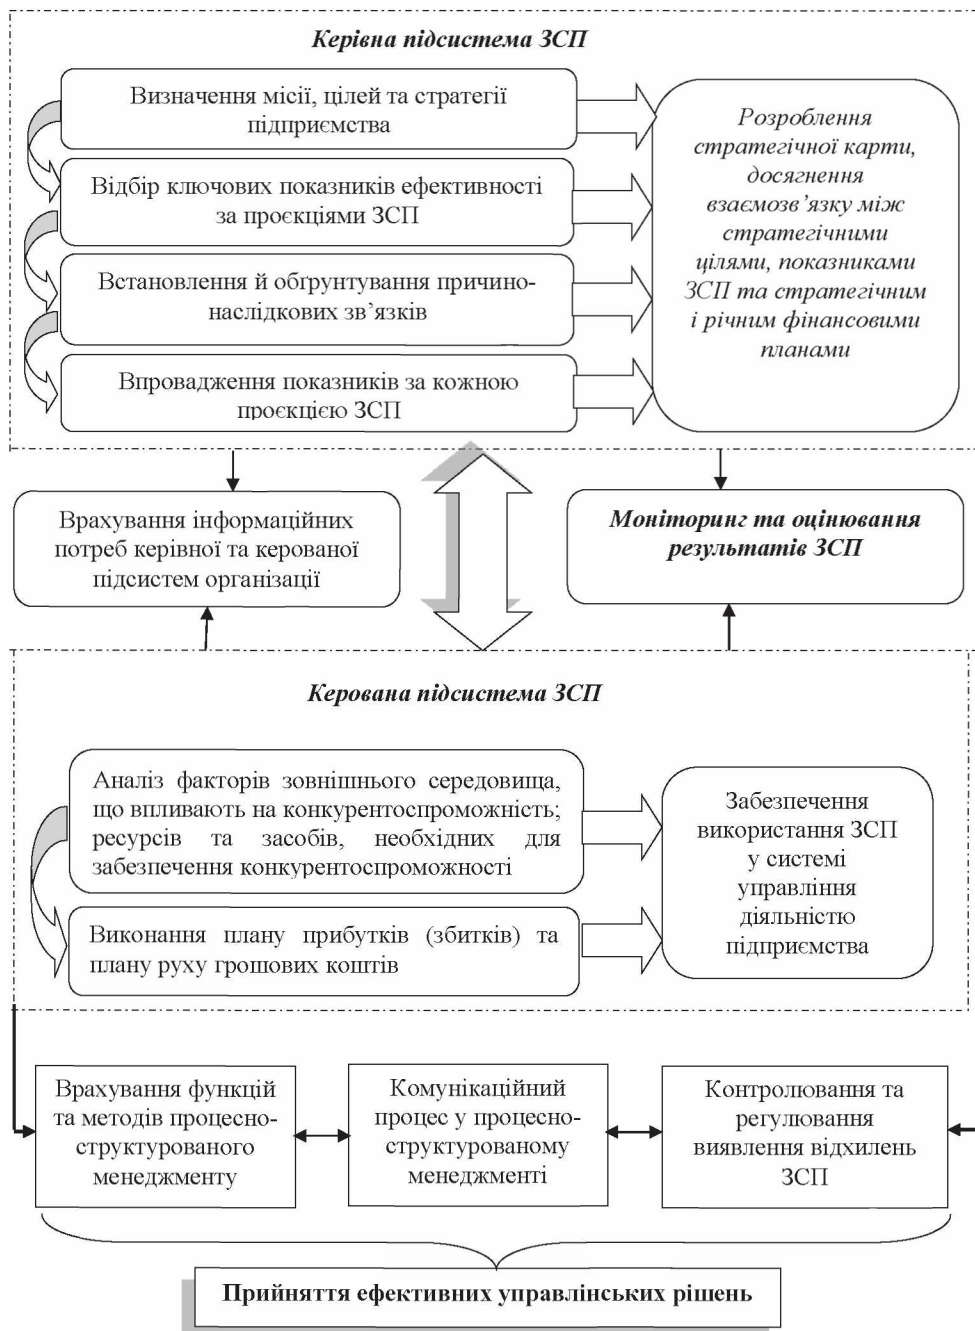 Керівна підсистема ЗСП
Визначення місії, цілей та стратегії
підприємства
Відбір ключових показників ефективності
за проєкціями ЗСП
Встановлення й обґрунтування причино-
наслідкових зв’язків
Впровадження показників за кожною
проєкцією ЗСП
Розроблення
стратегічної карти,
досягнення
взаємозв’язку між
стратегічними
цілями, показниками
ЗСП та стратегічним
і річним фінансовими
планами
Врахування інформаційних
потреб керівної та керованої
підсистем організації
Моніторинг та оцінювання
результатів ЗСП
Керована підсистема ЗСП
Аналіз факторів зовнішнього середовища,
що впливають на конкурентоспроможність;
ресурсів та засобів, необхідних для
забезпечення конкурентоспроможності
Виконання плану прибутків (збитків) та
плану руху грошових коштів
Забезпечення
використання ЗСП
у системі
управління
діяльністю
підприємства
Врахування функцій
та методів процесно-
структурованого
менеджменту
Комунікаційний
процес у процесно-
структурованому
менеджменті
Контролювання та
регулювання
виявлення відхилень
ЗСП
Прийняття ефективних управлінських рішень